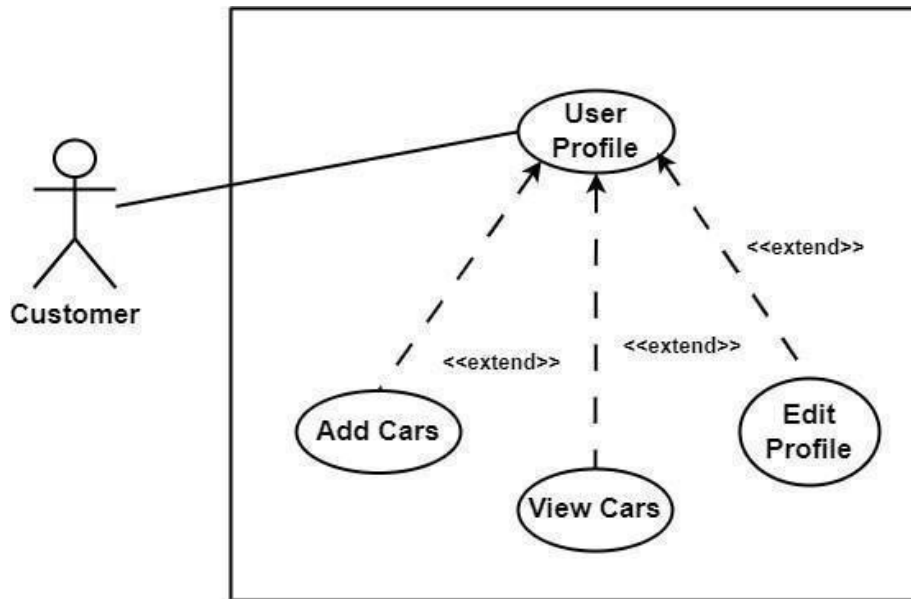 User
Profile
<<extend>>
Customer
<<extend>>
<<extend>>
Add Cars
Edit
Profile
View Cars